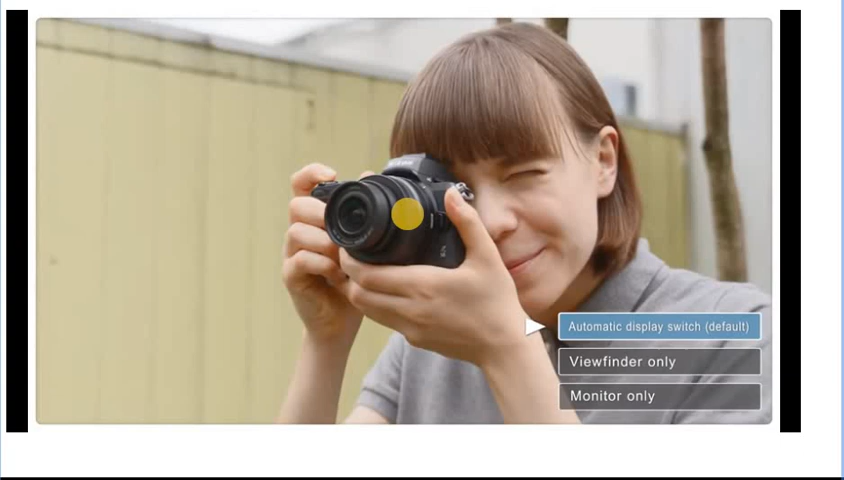 Automatic display switch (default)
Viewfinder only
Monitor only